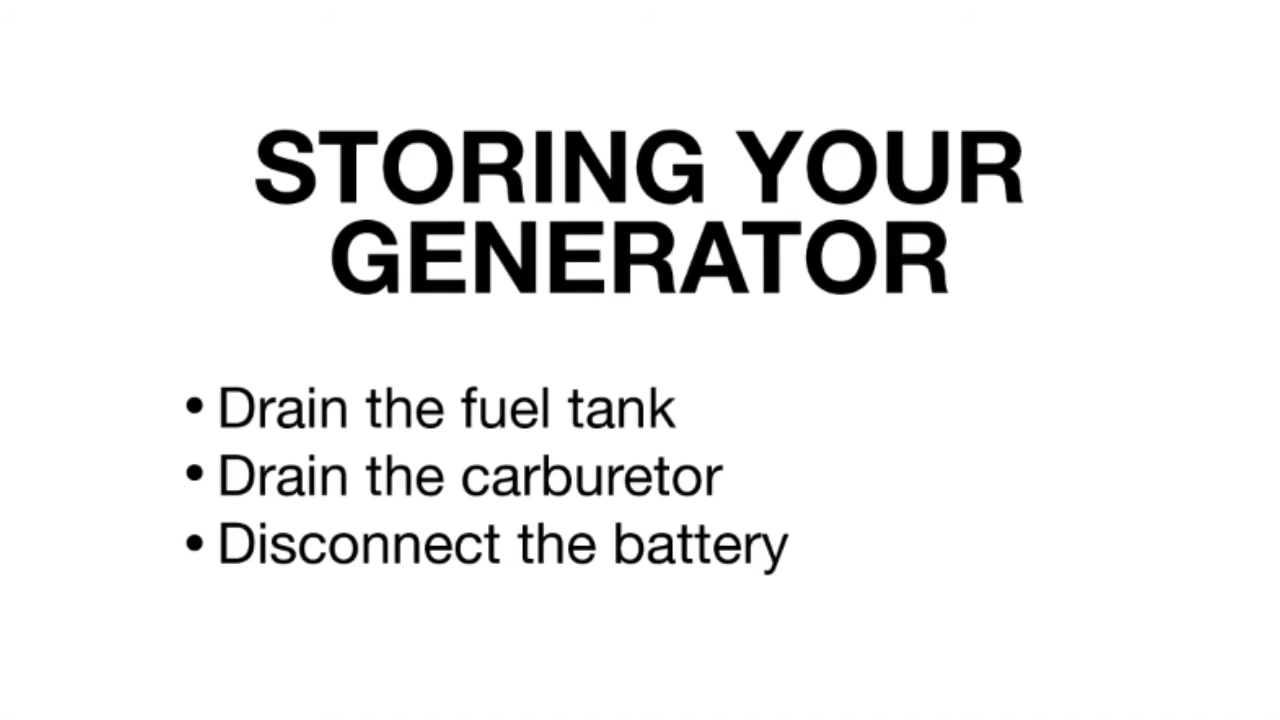 STORING YOUR
GENERATOR
• Drain the fuel tank
• Drain the carburetor
• Disconnect the battery